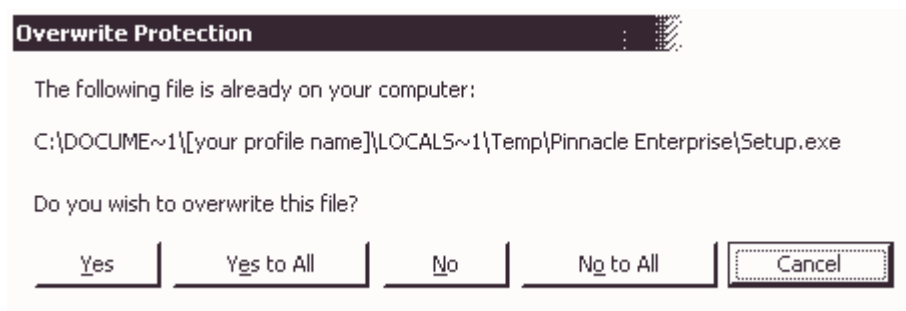 Overwrite Protection
The following file is already on your computer:
C:\DOCUME~1\[your profile name]\LOCALS~1\Temp\Pinnacle Enterprise\Setup.exe
Do you wish to overwrite this file?
Yes Yes to All No No to All Cancel